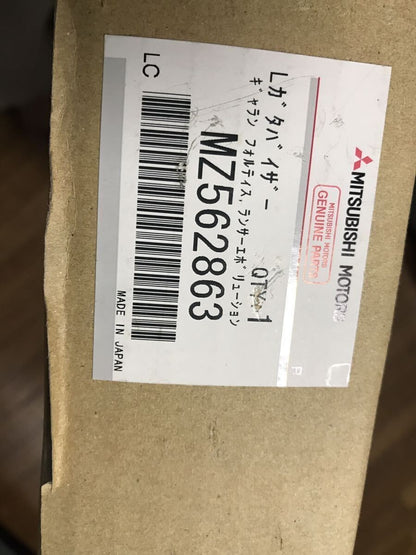 MITSUBISHI MOTORS
MITSUBISHI MOTORS
GENUINE PARTS
Lガタバイザー
QTY 1
ギャラン フォルティス,ランサーエボリューション
MZ562863
LC
MADE IN JAPAN
P